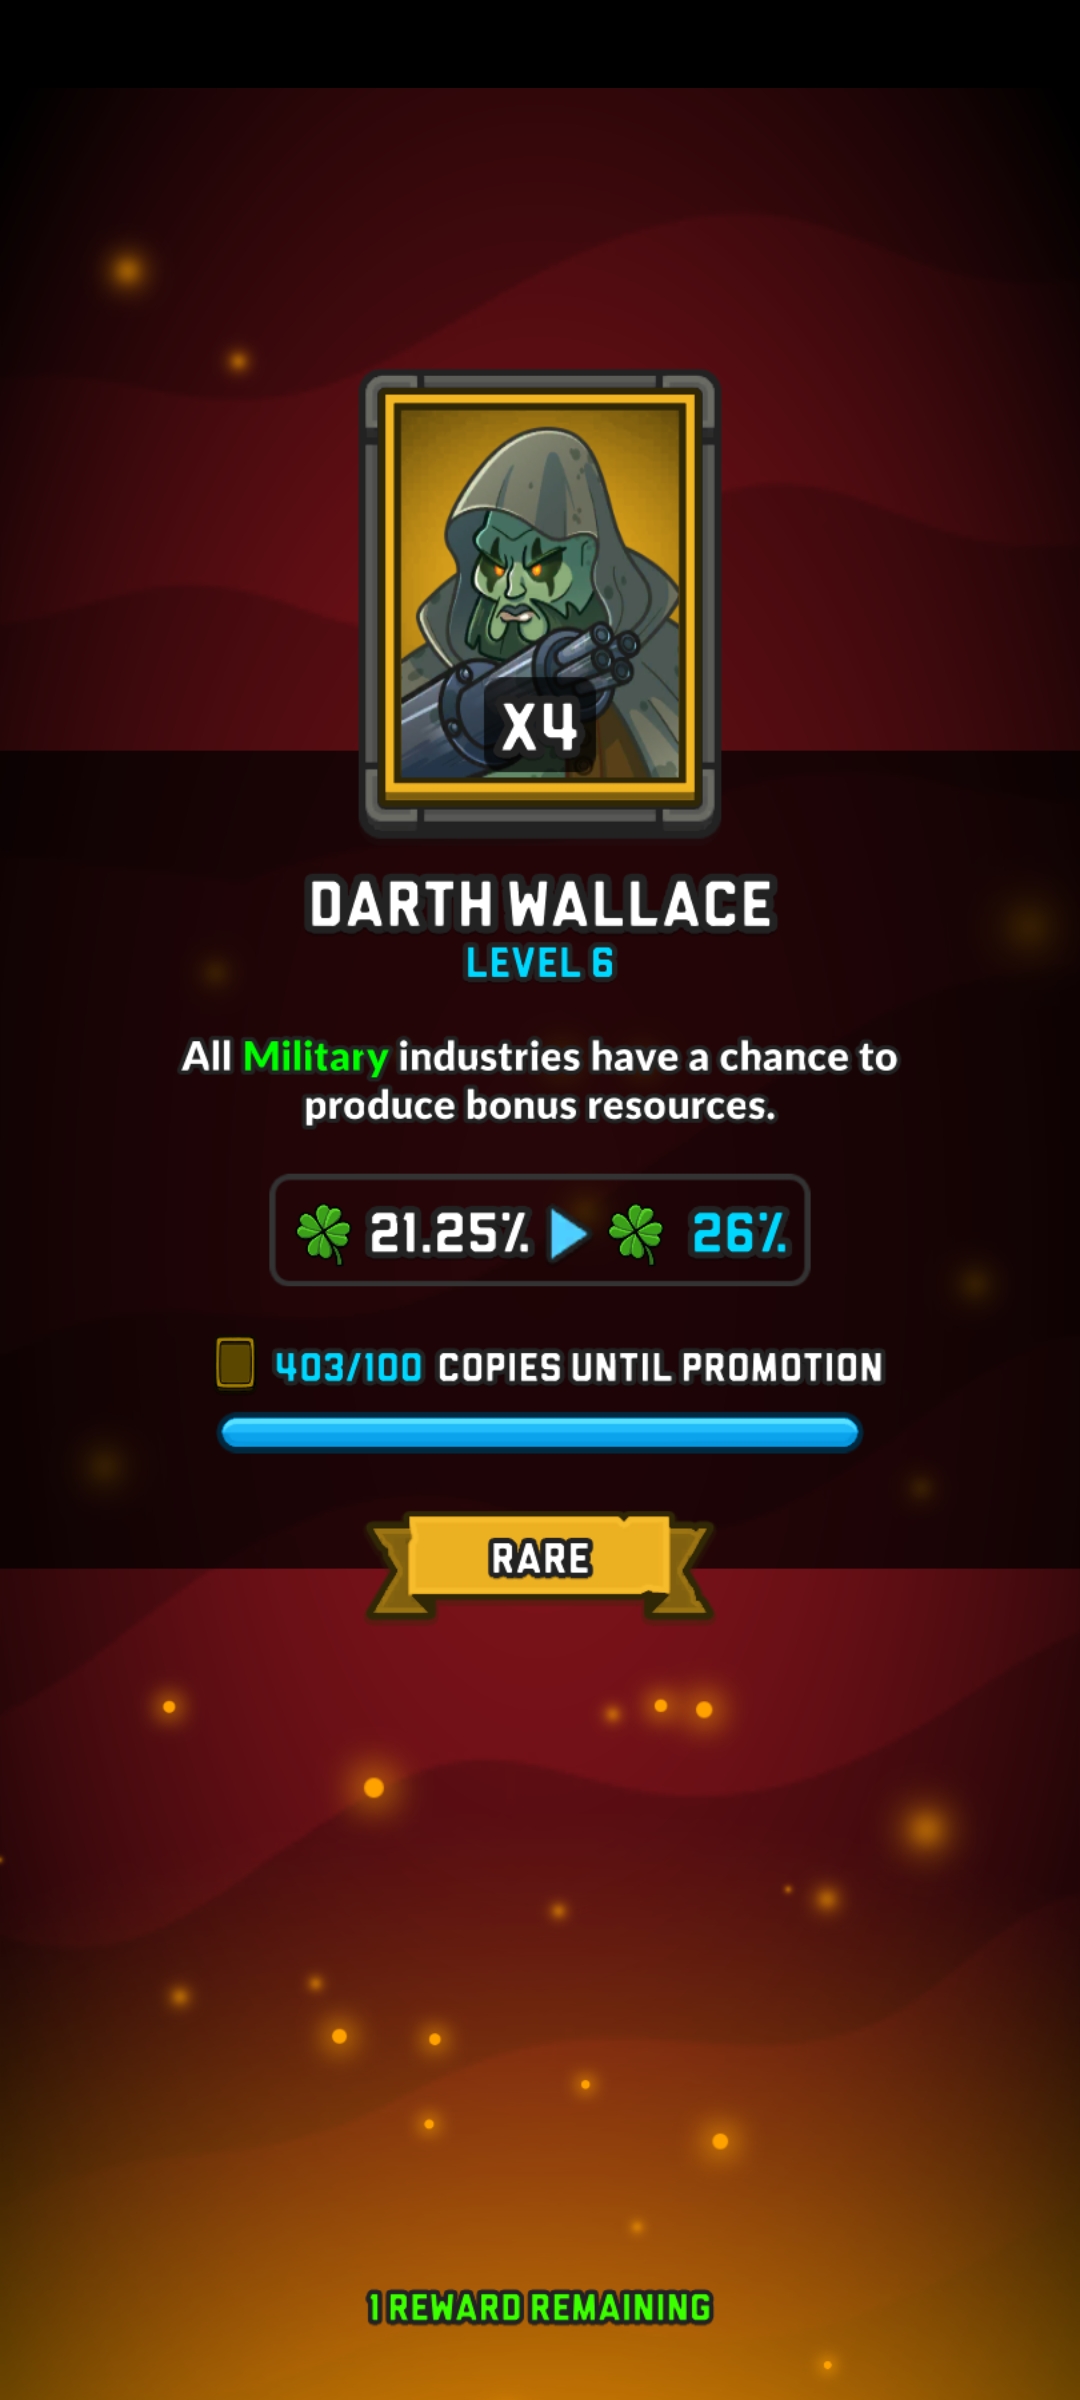 X4
DARTH WALLACE
LEVEL 6
All Military industries have a chance to
produce bonus resources.
21.25% 26%
403/100 COPIES UNTIL PROMOTION
RARE
1 REWARD REMAINING